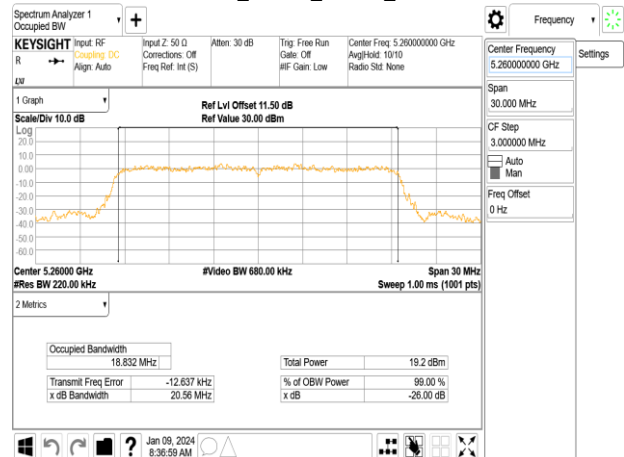 Spectrum Analyzer 1
Occupied BW
Frequency
KEYSIGHT
R
LXI
Input: RF
Coupling: DC
Align: Auto
Input Z: 50 Ω
Corrections: Off
Freq Ref: Int (S)
Atten: 30 dB
Trig: Free Run
Gate: Off
#IF Gain: Low
Center Freq: 5.260000000 GHz
Avg|Hold: 10/10
Radio Std: None
Center Frequency
5.260000000 GHz
Settings
Span
30.000 MHz
CF Step
3.000000 MHz
Auto
Man
Freq Offset
0 Hz
1 Graph
Scale/Div 10.0 dB
Ref Lvl Offset 11.50 dB
Ref Value 30.00 dBm
Log
20.0
10.0
0.00
-10.0
-20.0
-30.0
-40.0
-50.0
-60.0
Center 5.26000 GHz
#Video BW 680.00 kHz
Span 30 MHz
#Res BW 220.00 kHz
Sweep 1.00 ms (1001 pts)
2 Metrics
Occupied Bandwidth
18.832 MHz
Total Power 19.2 dBm
Transmit Freq Error -12.637 kHz
% of OBW Power 99.00 %
x dB Bandwidth 20.56 MHz
x dB -26.00 dB
?
Jan 09, 2024
8:36:59 AM